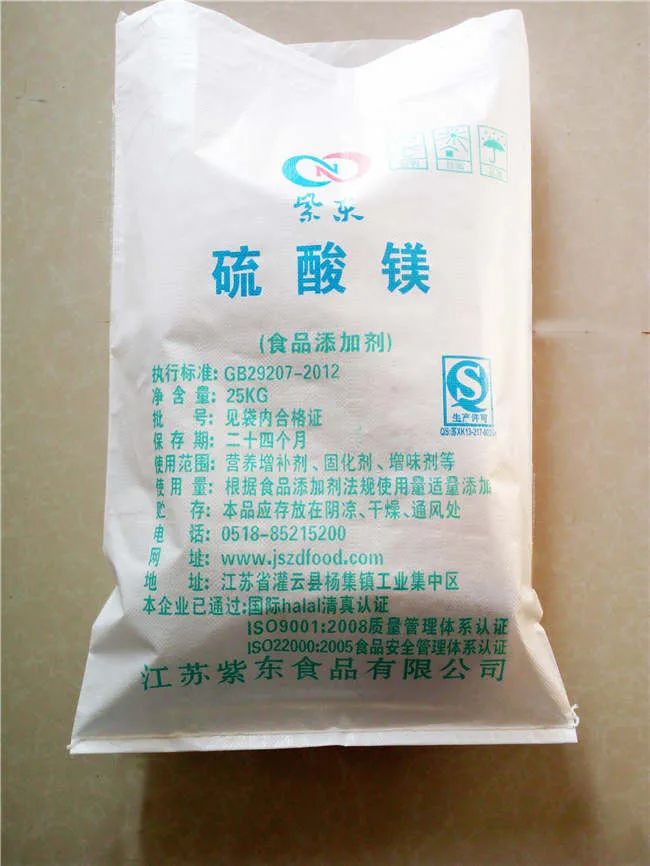 N
紫东
硫酸镁
(食品添加剂)
执行标准: GB29207-2012
净含量: 25KG
批号: 见袋内合格证
保存期: 二十四个月
使用范围: 营养增补剂、固化剂、增味剂等
使用量: 根据食品添加剂法规使用量适量添加
贮存: 本品应存放在阴凉、干燥、通风处
电话: 0518-85215200
网址: www.jszdfood.com
地址: 江苏省灌云县杨集镇工业集中区
本企业已通过:国际halal清真认证
ISO9001:2008质量管理体系认证
ISO22000:2005食品安全管理体系认证
江苏紫东食品有限公司
生产许可